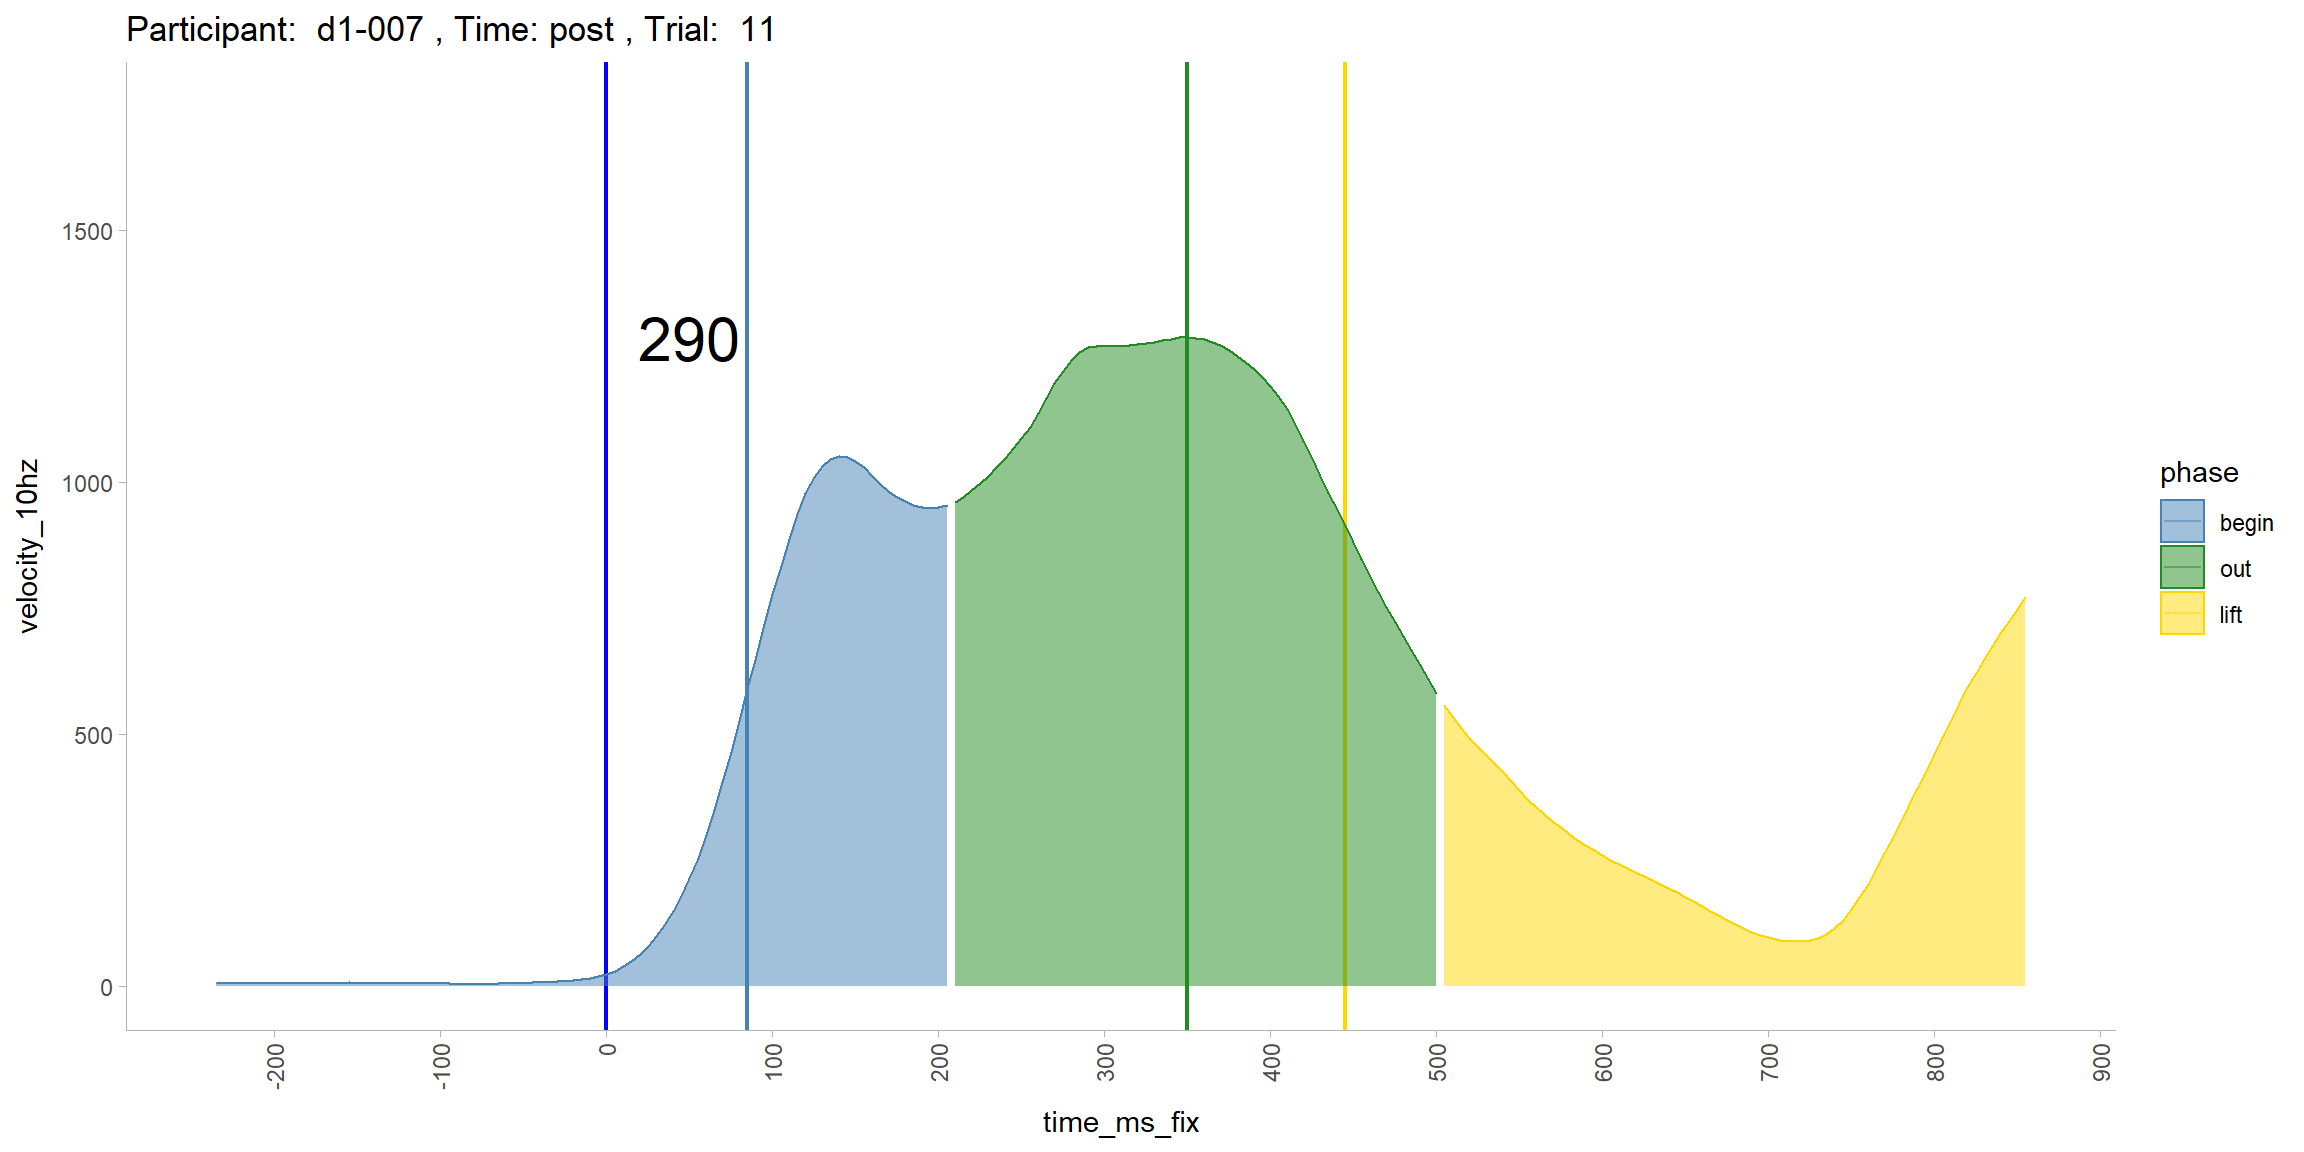 Participant:  d1-007 , Time: post , Trial:  11
290
1500
1000
500
0
velocity_10hz
-200
-100
0
100
200
300
400
500
600
700
800
900
time_ms_fix
phase
begin
out
lift